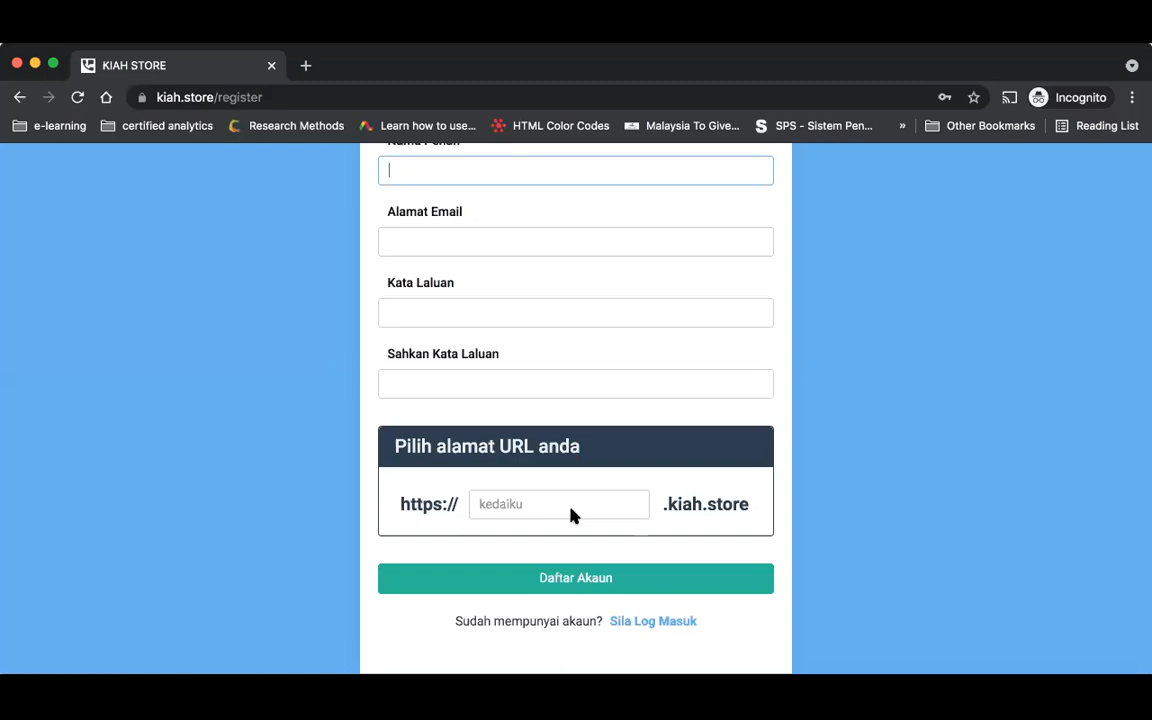 KIAH STORE
kiah.store/register
Incognito
e-learning
certified analytics
Research Methods
Learn how to use...
HTML Color Codes
Malaysia To Give...
SPS - Sistem Pen...
»
Other Bookmarks
Reading List
Alamat Email
Kata Laluan
Sahkan Kata Laluan
Pilih alamat URL anda
https:// kedaiku .kiah.store
Daftar Akaun
Sudah mempunyai akaun? Sila Log Masuk